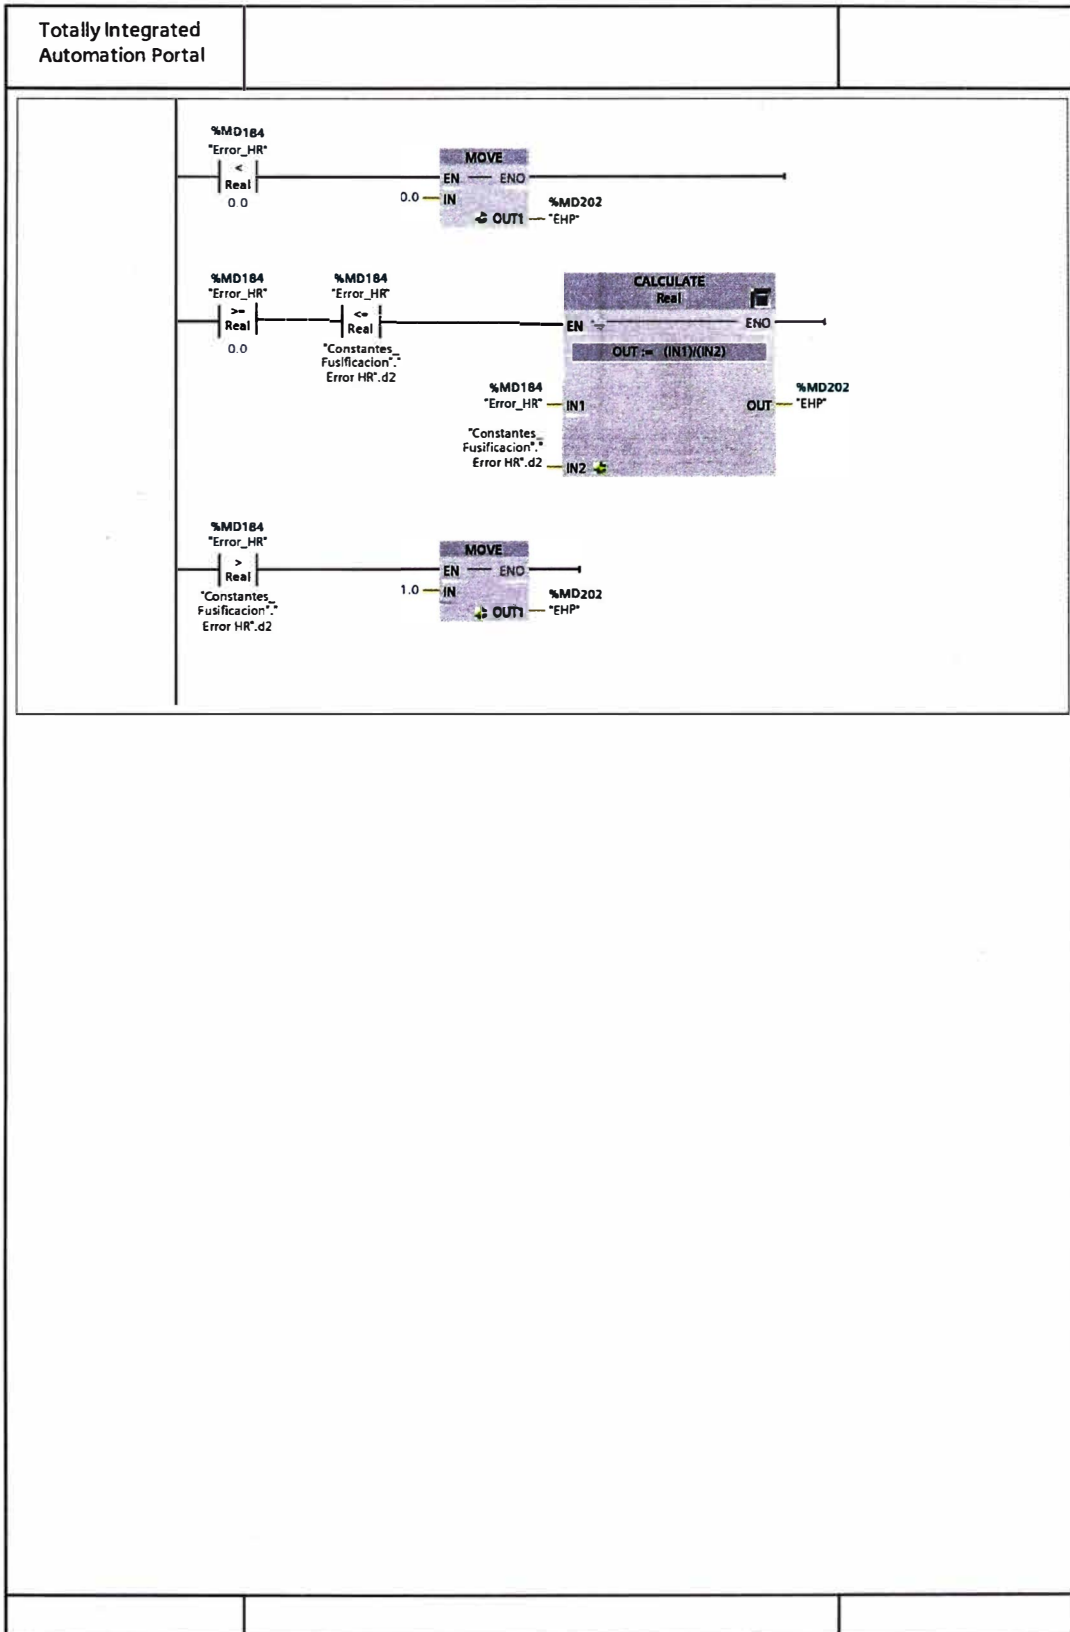 Totally Integrated
Automation Portal
%MD184
"Error_HR"
<
Real
0.0
MOVE
EN ENO
0.0 IN
OUT1
%MD202
"EHP"
%MD184
"Error_HR"
>=
Real
0.0
%MD184
"Error_HR"
<=
Real
"Constantes_
Fusificacion"."
Error HR".d2
CALCULATE
Real
EN ENO
OUT := (IN1)/(IN2)
%MD184
"Error_HR" IN1
OUT
%MD202
"EHP"
"Constantes_
Fusificacion"."
Error HR".d2 IN2
%MD184
"Error_HR"
>
Real
"Constantes_
Fusificacion"."
Error HR".d2
MOVE
EN ENO
1.0 IN
OUT1
%MD202
"EHP"